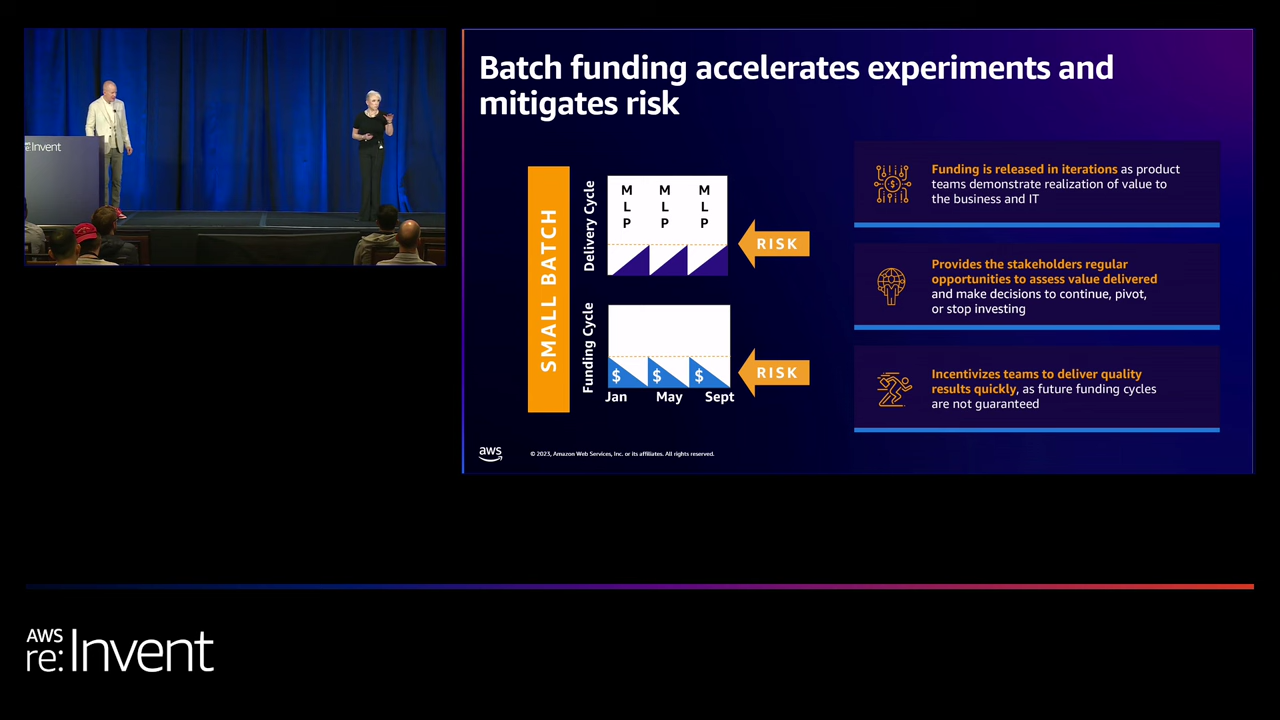 AWS
re:Invent
Batch funding accelerates experiments and
mitigates risk
SMALL BATCH
Delivery Cycle
M M M
L L L
P P P
RISK
Funding Cycle
$ $ $
RISK
Jan May Sept
Funding is released in iterations as product
teams demonstrate realization of value to
the business and IT
Provides the stakeholders regular
opportunities to assess value delivered
and make decisions to continue, pivot,
or stop investing
Incentivizes teams to deliver quality
results quickly, as future funding cycles
are not guaranteed
aws
© 2023, Amazon Web Services, Inc. or its affiliates. All rights reserved.
AWS
re:Invent